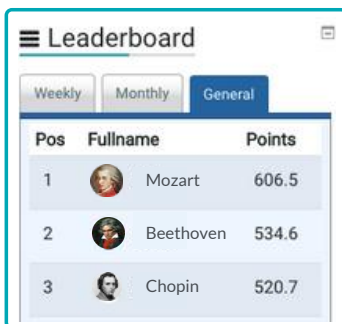 Leaderboard
Weekly Monthly General
Pos Fullname Points
1 Mozart 606.5
2 Beethoven 534.6
3 Chopin 520.7